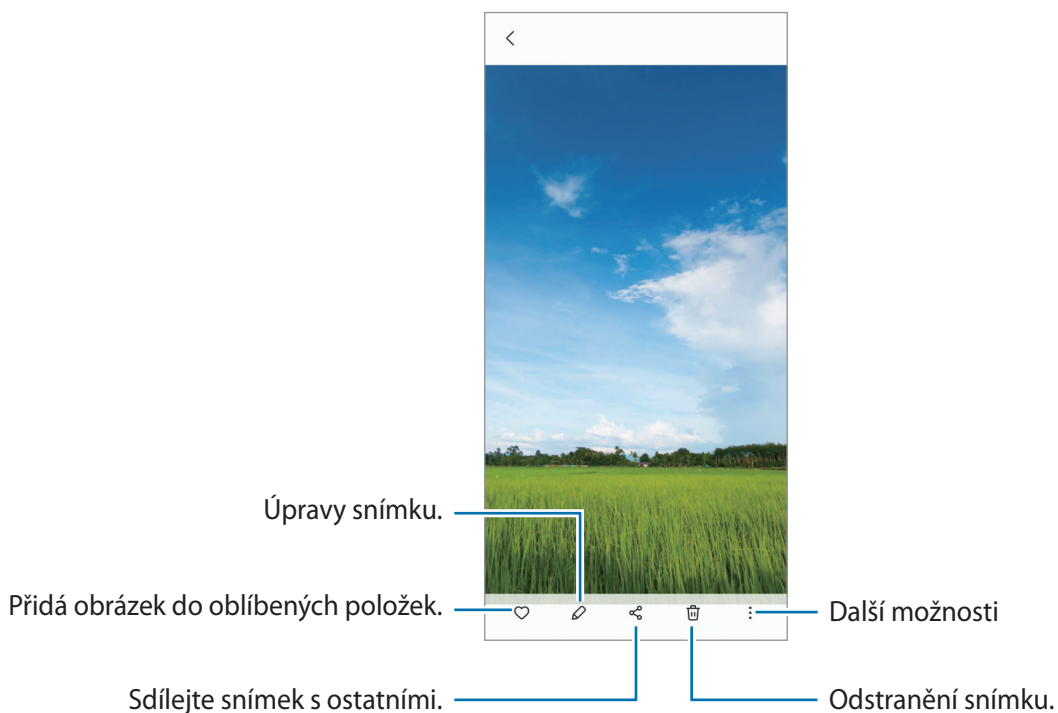 Úpravy snímku.
Přidá obrázek do oblíbených položek.
Další možnosti
Sdílejte snímek s ostatními.
Odstranění snímku.